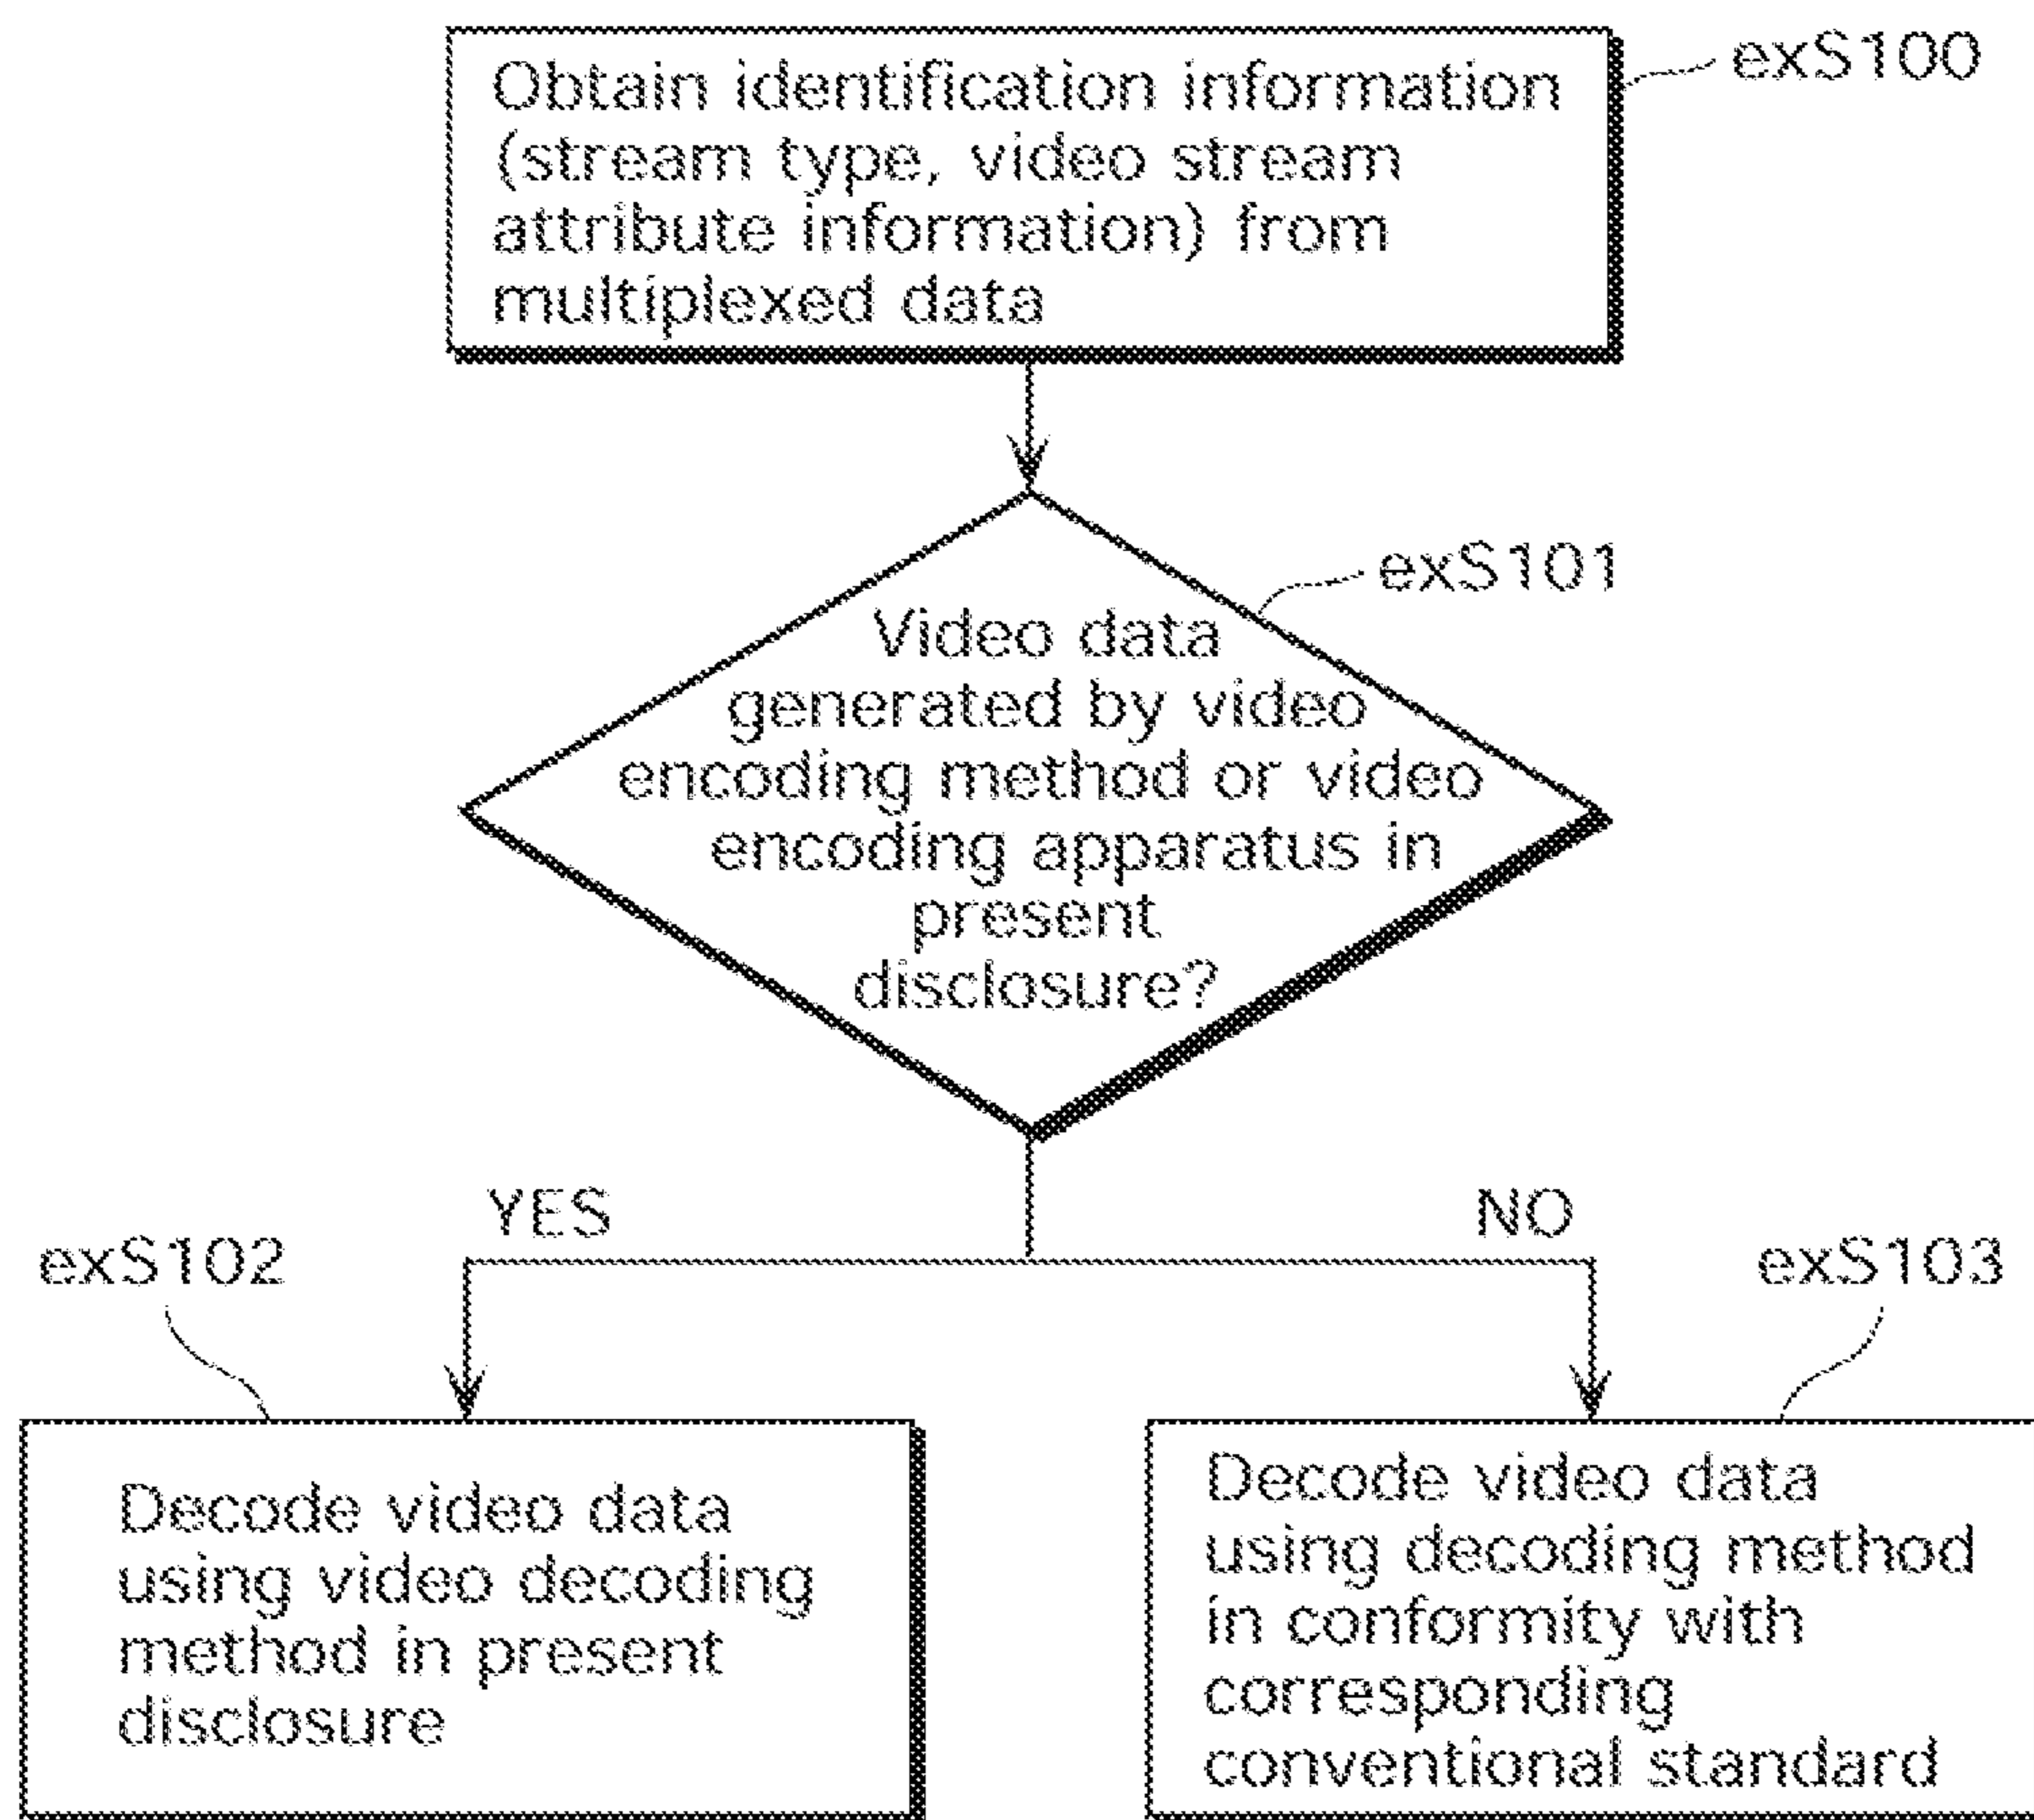 Obtain identification information
(stream type, video stream
attribute information) from
multiplexed data
exS100
exS101
Video data
generated by video
encoding method or video
encoding apparatus in
present
disclosure?
YES
NO
exS102
exS103
Decode video data
using video decoding
method in present
disclosure
Decode video data
using decoding method
in conformity with
corresponding
conventional standard